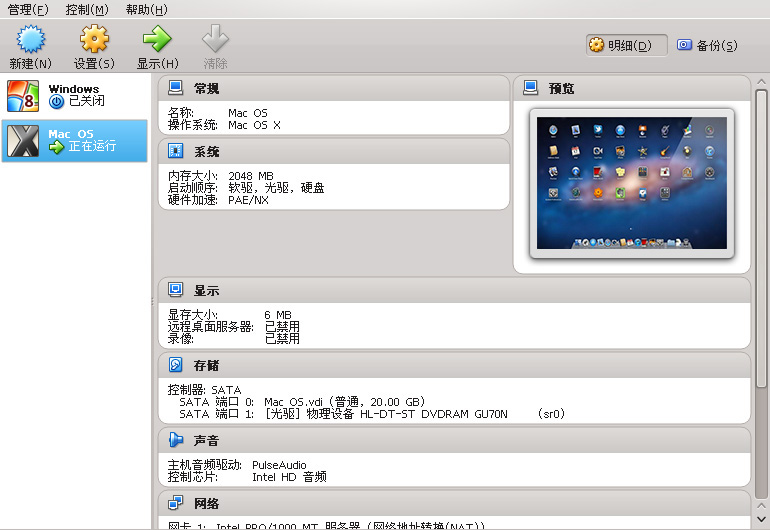 管理(F) 控制(M) 帮助(H)
新建(N) 设置(S) 显示(H) 清除 明细(D) 备份(S)
Windows
已关闭
Mac OS
正在运行
常规
名称: Mac OS
操作系统: Mac OS X
系统
内存大小: 2048 MB
启动顺序: 软驱, 光驱, 硬盘
硬件加速: PAE/NX
预览
显示
显存大小: 6 MB
远程桌面服务器: 已禁用
录像: 已禁用
存储
控制器: SATA
SATA 端口 0: Mac OS.vdi (普通, 20.00 GB)
SATA 端口 1: [光驱] 物理设备 HL-DT-ST DVDRAM GU70N (sr0)
声音
主机音频驱动: PulseAudio
控制芯片: Intel HD 音频
网络
网卡 1: Intel PRO/1000 MT 服务器 (网络地址转换(NAT))